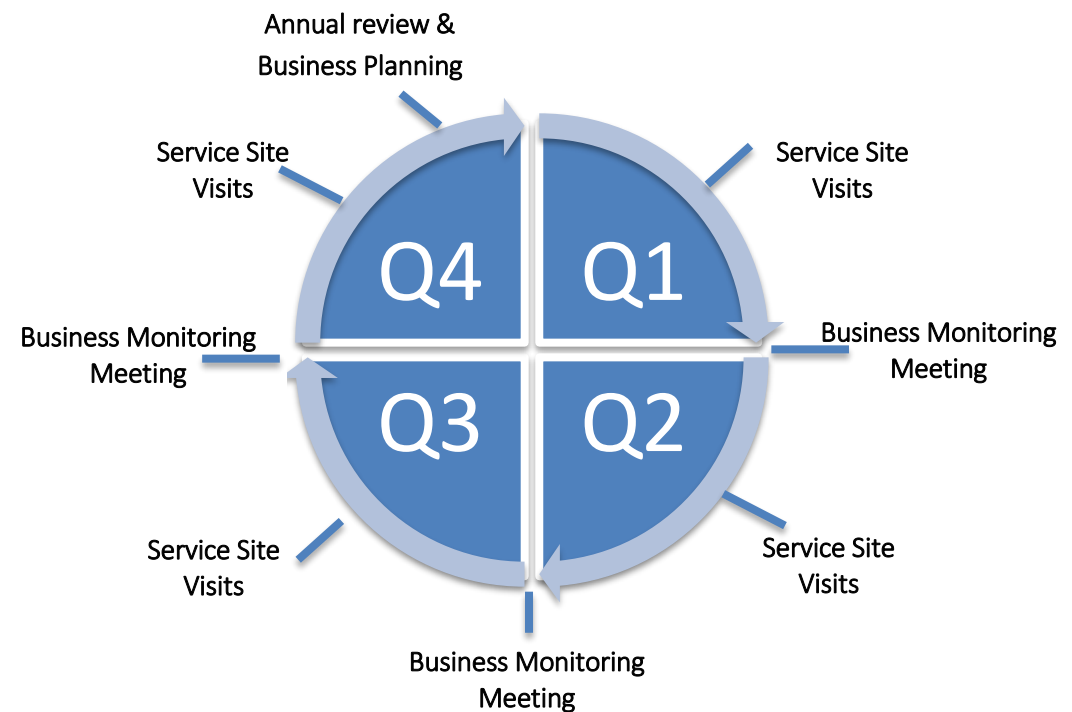 Annual review &
Business Planning
Service Site
Visits
Service Site
Visits
Q4
Q1
Business Monitoring
Meeting
Business Monitoring
Meeting
Q3
Q2
Service Site
Visits
Service Site
Visits
Business Monitoring
Meeting